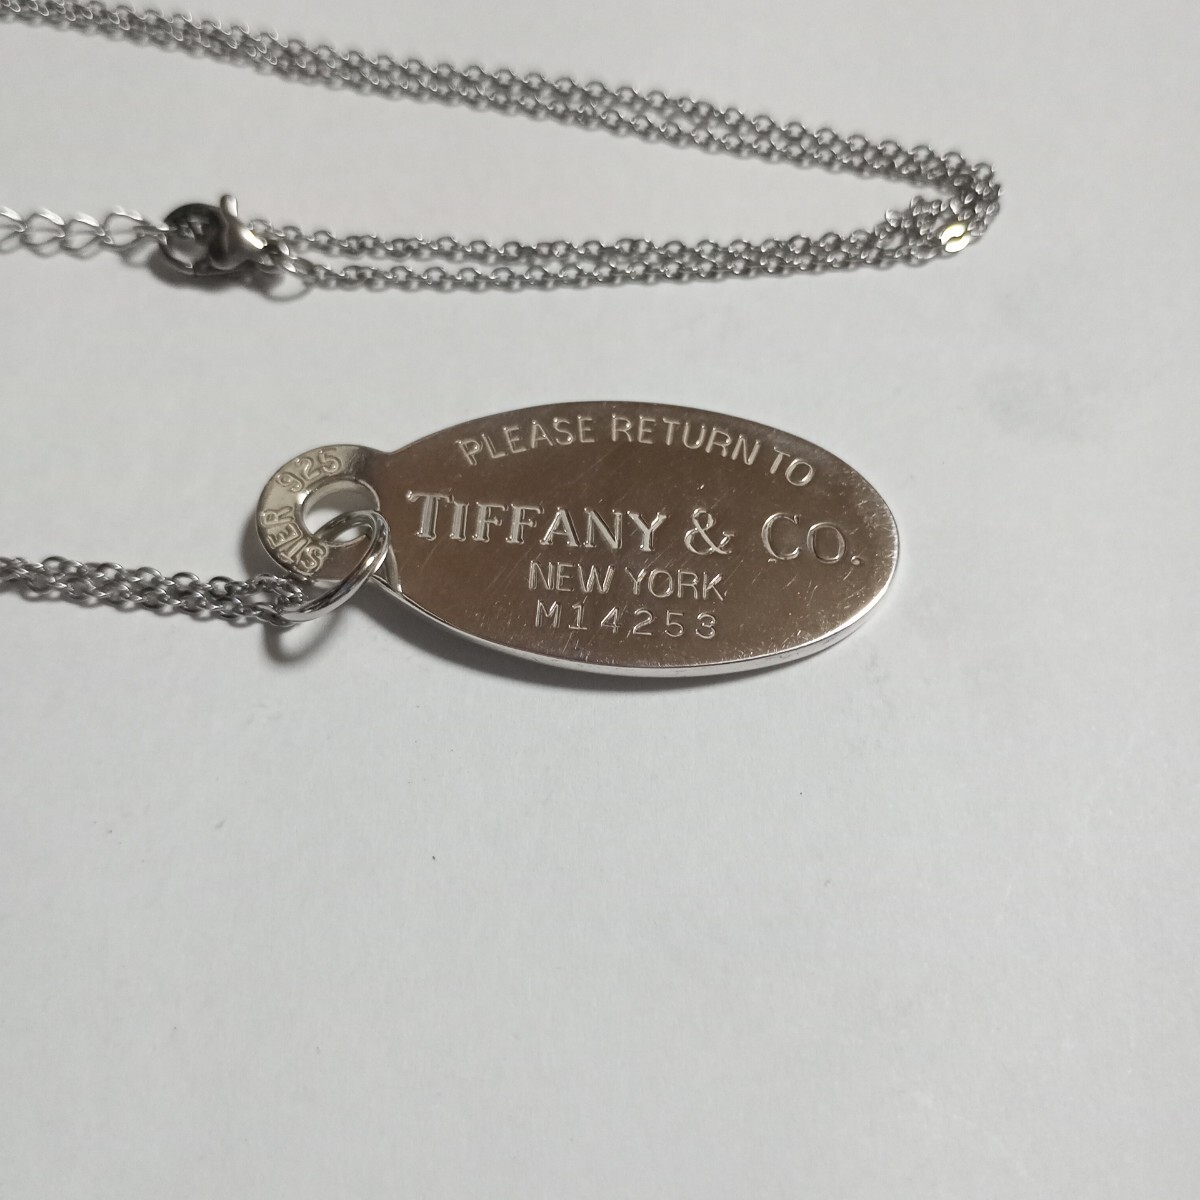 PLEASE RETURN TO
TIFFANY & CO.
NEW YORK
M14253
STER 925